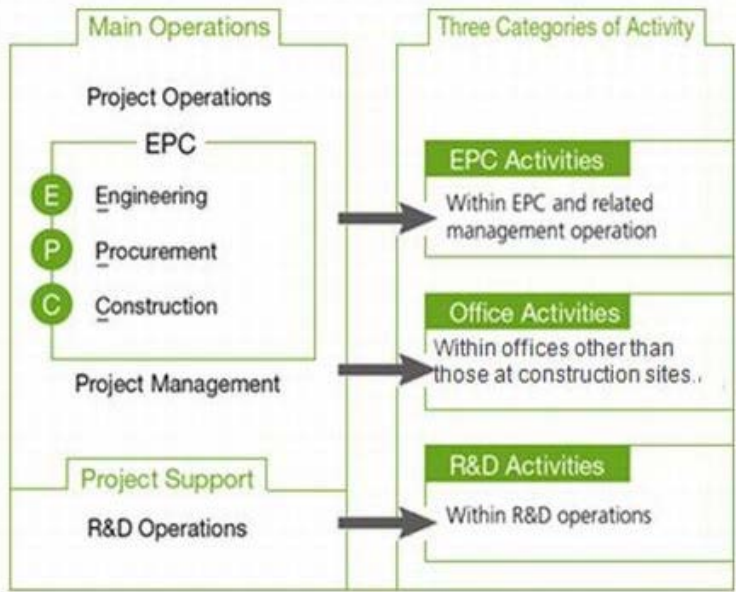 Main Operations
Project Operations
EPC
E Engineering
P Procurement
C Construction
Project Management
Project Support
R&D Operations
Three Categories of Activity
EPC Activities
Within EPC and related
management operation
Office Activities
Within offices other than
those at construction sites..
R&D Activities
Within R&D operations